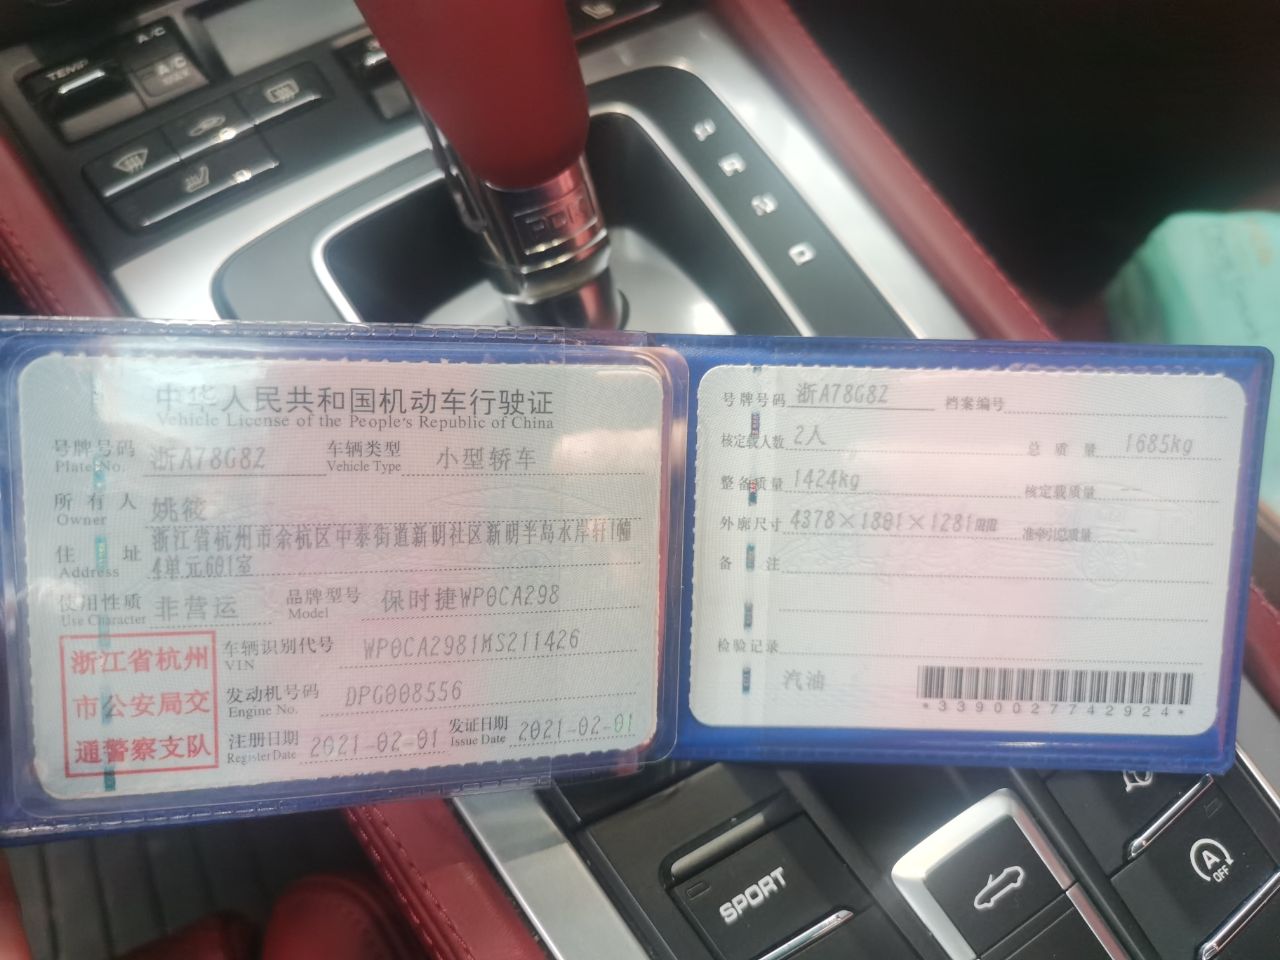 A/C
TEMP
A/C
MAX
PDK
R
N
D
中华人民共和国机动车行驶证
Vehicle License of the People's Republic of China
号牌号码 浙A78G8Z 车辆类型 小型轿车
Plate No. Vehicle Type
所有人 姚筱
Owner
住址 浙江省杭州市余杭区中泰街道新明社区新明半岛水岸轩1幢
Address 4单元601室
使用性质 非营运 品牌型号 保时捷WP0CA298
Use Character Model
浙江省杭州
市公安局交
通警察支队
车辆识别代号 WP0CA2981MS211426
VIN
发动机号码 DPG008556
Engine No.
注册日期 2021-02-01 发证日期 2021-02-01
Register Date Issue Date
号牌号码 浙A78G8Z 档案编号
核定载人数 2人 总质量 1685kg
整备质量 1424kg 核定载质量 --
外廓尺寸 4378×1801×1281mm 准牵引总质量 --
备注
检验记录
汽油
*3390027742924*
SPORT
A
OFF